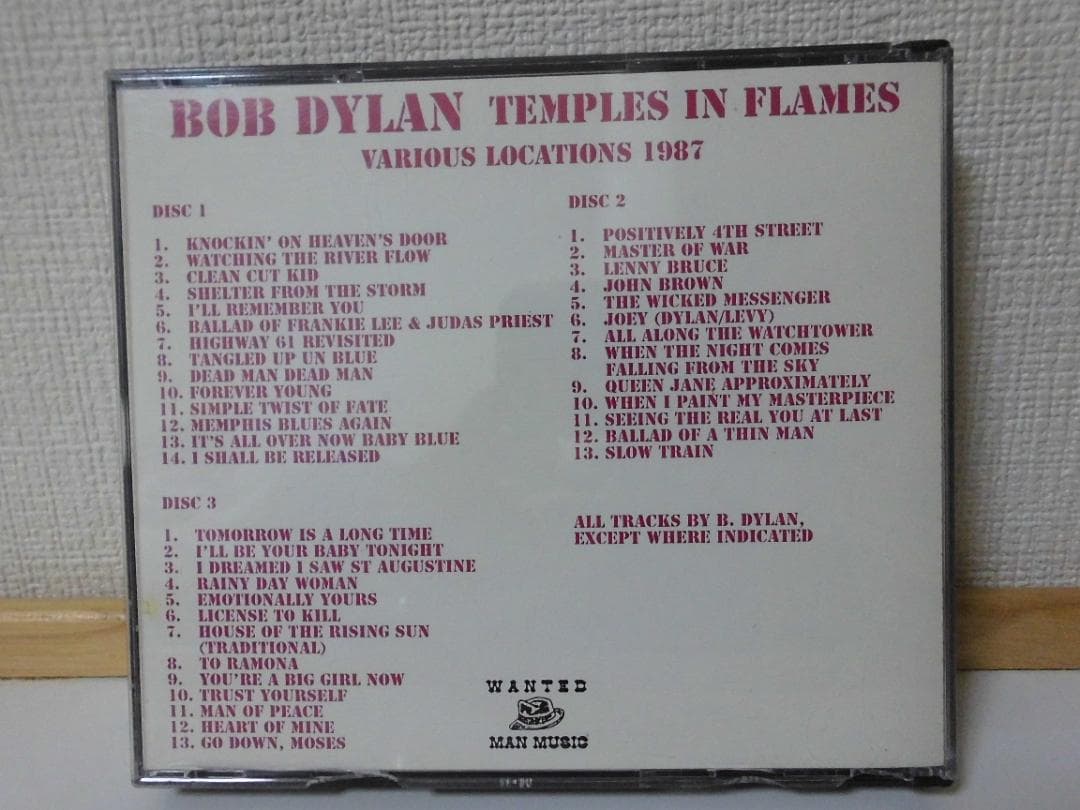 BOB DYLAN TEMPLES IN FLAMES
VARIOUS LOCATIONS 1987
DISC 1
1. KNOCKIN' ON HEAVEN'S DOOR
2. WATCHING THE RIVER FLOW
3. CLEAN CUT KID
4. SHELTER FROM THE STORM
5. I'LL REMEMBER YOU
6. BALLAD OF FRANKIE LEE & JUDAS PRIEST
7. HIGHWAY 61 REVISITED
8. TANGLED UP UN BLUE
9. DEAD MAN DEAD MAN
10. FOREVER YOUNG
11. SIMPLE TWIST OF FATE
12. MEMPHIS BLUES AGAIN
13. IT'S ALL OVER NOW BABY BLUE
14. I SHALL BE RELEASED
DISC 2
1. POSITIVELY 4TH STREET
2. MASTER OF WAR
3. LENNY BRUCE
4. JOHN BROWN
5. THE WICKED MESSENGER
6. JOEY (DYLAN/LEVY)
7. ALL ALONG THE WATCHTOWER
8. WHEN THE NIGHT COMES
FALLING FROM THE SKY
9. QUEEN JANE APPROXIMATELY
10. WHEN I PAINT MY MASTERPIECE
11. SEEING THE REAL YOU AT LAST
12. BALLAD OF A THIN MAN
13. SLOW TRAIN
DISC 3
1. TOMORROW IS A LONG TIME
2. I'LL BE YOUR BABY TONIGHT
3. I DREAMED I SAW ST AUGUSTINE
4. RAINY DAY WOMAN
5. EMOTIONALLY YOURS
6. LICENSE TO KILL
7. HOUSE OF THE RISING SUN
(TRADITIONAL)
8. TO RAMONA
9. YOU'RE A BIG GIRL NOW
10. TRUST YOURSELF
11. MAN OF PEACE
12. HEART OF MINE
13. GO DOWN, MOSES
ALL TRACKS BY B. DYLAN,
EXCEPT WHERE INDICATED
WANTED
MAN MUSIC